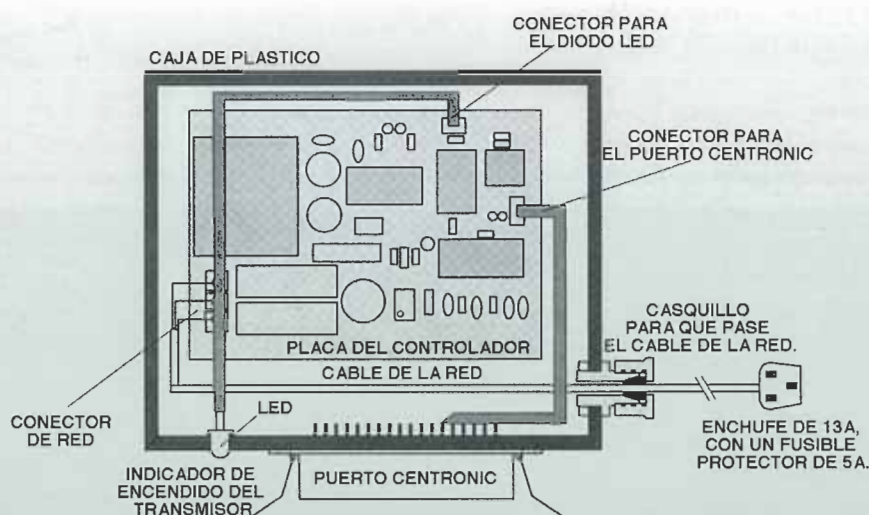 CONECTOR PARA
EL DIODO LED
CAJA DE PLASTICO
CONECTOR PARA
EL PUERTO CENTRONIC
CASQUILLO
PARA QUE PASE
EL CABLE DE LA RED.
PLACA DEL CONTROLADOR
CABLE DE LA RED
CONECTOR
DE RED
LED
ENCHUFE DE 13A,
CON UN FUSIBLE
PROTECTOR DE 5A.
INDICADOR DE
ENCENDIDO DEL
TRANSMISOR
PUERTO CENTRONIC